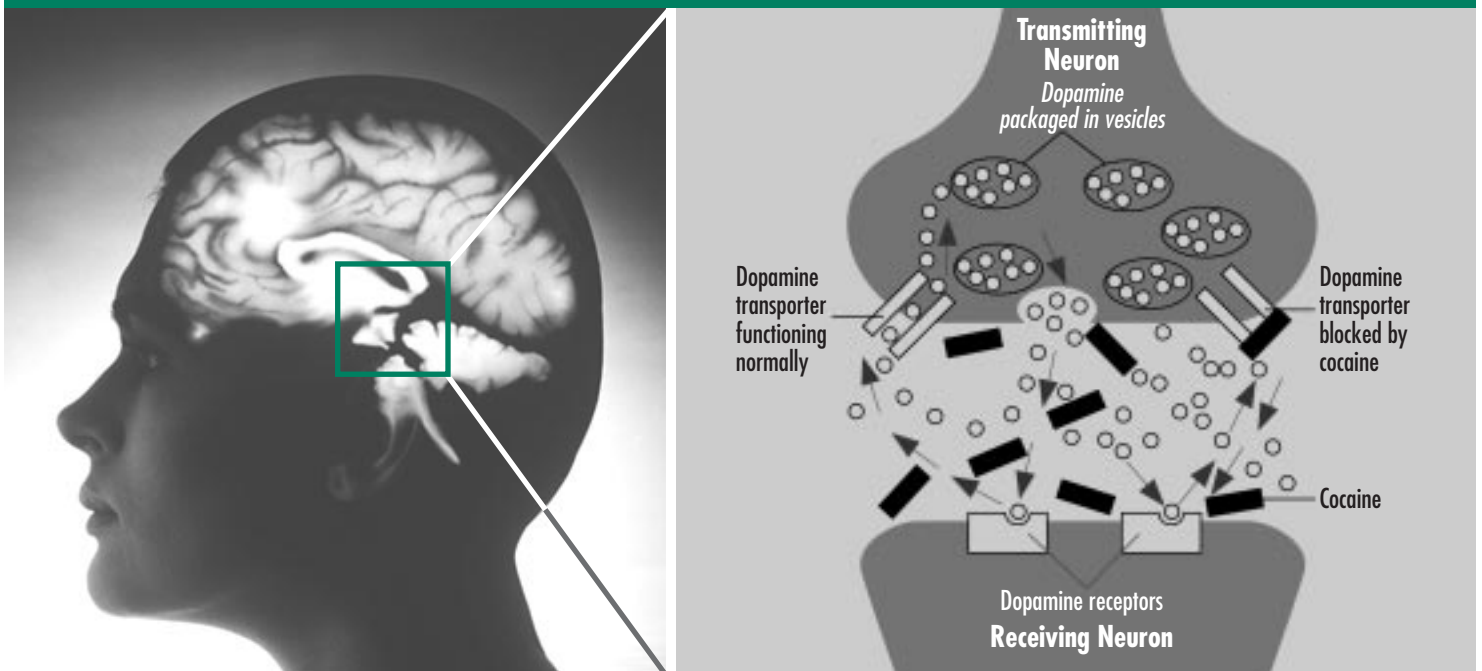 Transmitting
Neuron
Dopamine
packaged in vesicles
Dopamine
transporter
functioning
normally
Dopamine
transporter
blocked by
cocaine
Cocaine
Dopamine receptors
Receiving Neuron